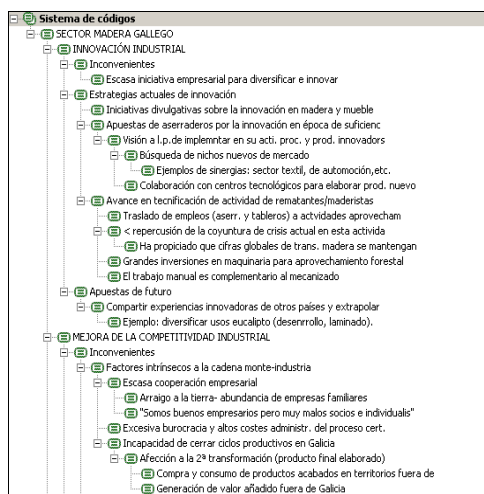 Sistema de códigos
SECTOR MADERA GALLEGO
INNOVACIÓN INDUSTRIAL
Inconvenientes
Escasa iniciativa empresarial para diversificar e innovar
Estrategias actuales de innovación
Iniciativas divulgativas sobre la innovación en madera y mueble
Apuestas de aserraderos por la innovación en época de suficienc
Visión a l.p.de implemntar en su acti. proc. y prod. innovadors
Búsqueda de nichos nuevos de mercado
Ejemplos de sinergias: sector textil, de automoción,etc.
Colaboración con centros tecnológicos para elaborar prod. nuevo
Avance en tecnificación de actividad de rematantes/maderistas
Traslado de empleos (aserr. y tableros) a actvidades aprovecham
< repercusión de la coyuntura de crisis actual en esta activida
Ha propiciado que cifras globales de trans. madera se mantengan
Grandes inversiones en maquinaria para aprovechamiento forestal
El trabajo manual es complementario al mecanizado
Apuestas de futuro
Compartir experiencias innovadoras de otros países y extrapolar
Ejemplo: diversificar usos eucalipto (desenrrollo, laminado).
MEJORA DE LA COMPETITIVIDAD INDUSTRIAL
Inconvenientes
Factores intrínsecos a la cadena monte-industria
Escasa cooperación empresarial
Arraigo a la tierra- abundancia de empresas familiares
"Somos buenos empresarios pero muy malos socios e individualis"
Excesiva burocracia y altos costes administr. del proceso cert.
Incapacidad de cerrar ciclos productivos en Galicia
Afección a la 2ª transformación (producto final elaborado)
Compra y consumo de productos acabados en territorios fuera de
Generación de valor añadido fuera de Galicia